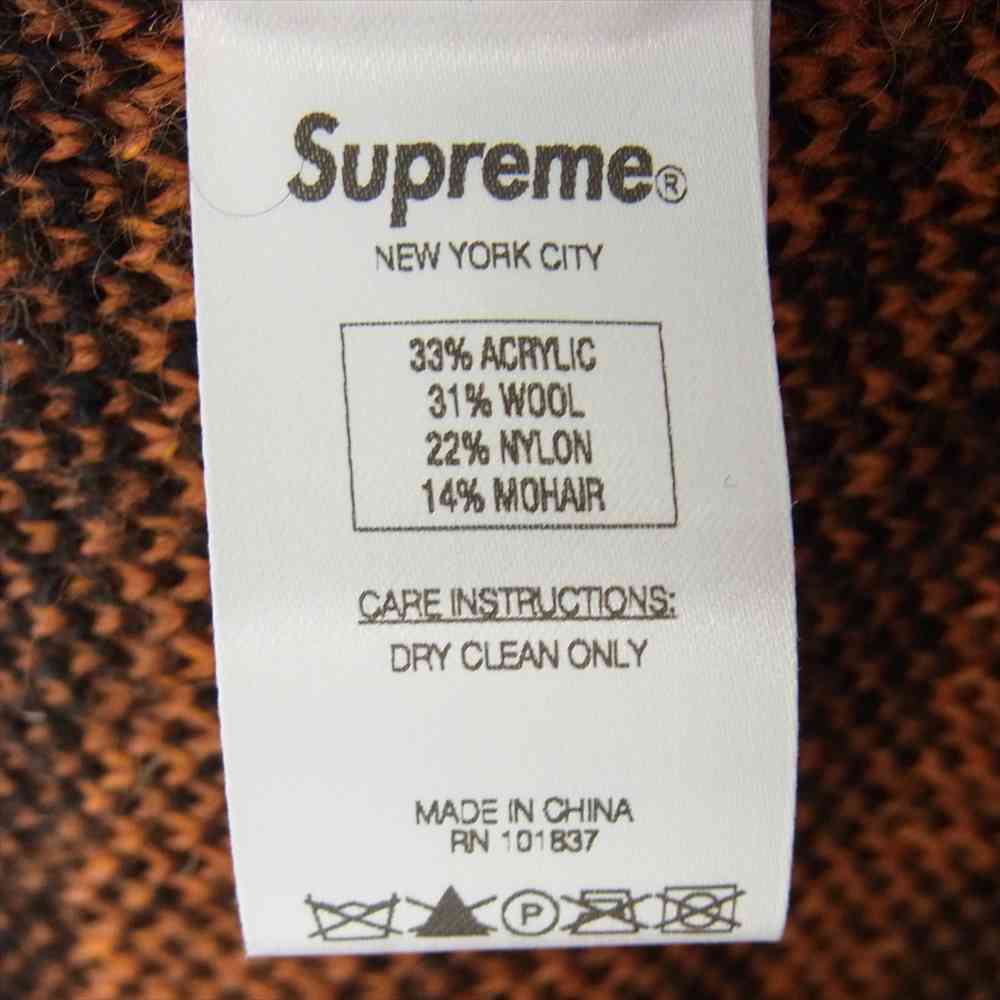 Supreme®
NEW YORK CITY
33% ACRYLIC
31% WOOL
22% NYLON
14% MOHAIR
CARE INSTRUCTIONS:
DRY CLEAN ONLY
MADE IN CHINA
RN 101837
P